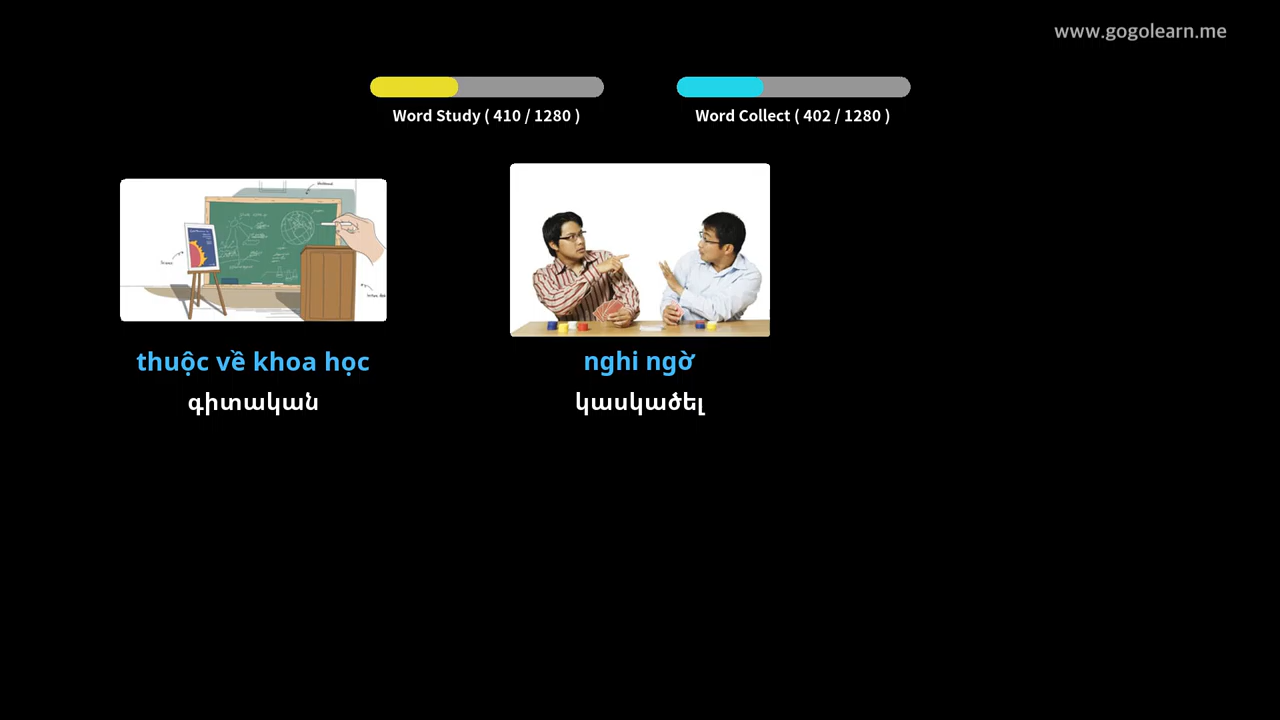 www.gogolearn.me
Word Study ( 410 / 1280 )
Word Collect ( 402 / 1280 )
thuộc về khoa học
գիտական
nghi ngờ
կասկածել